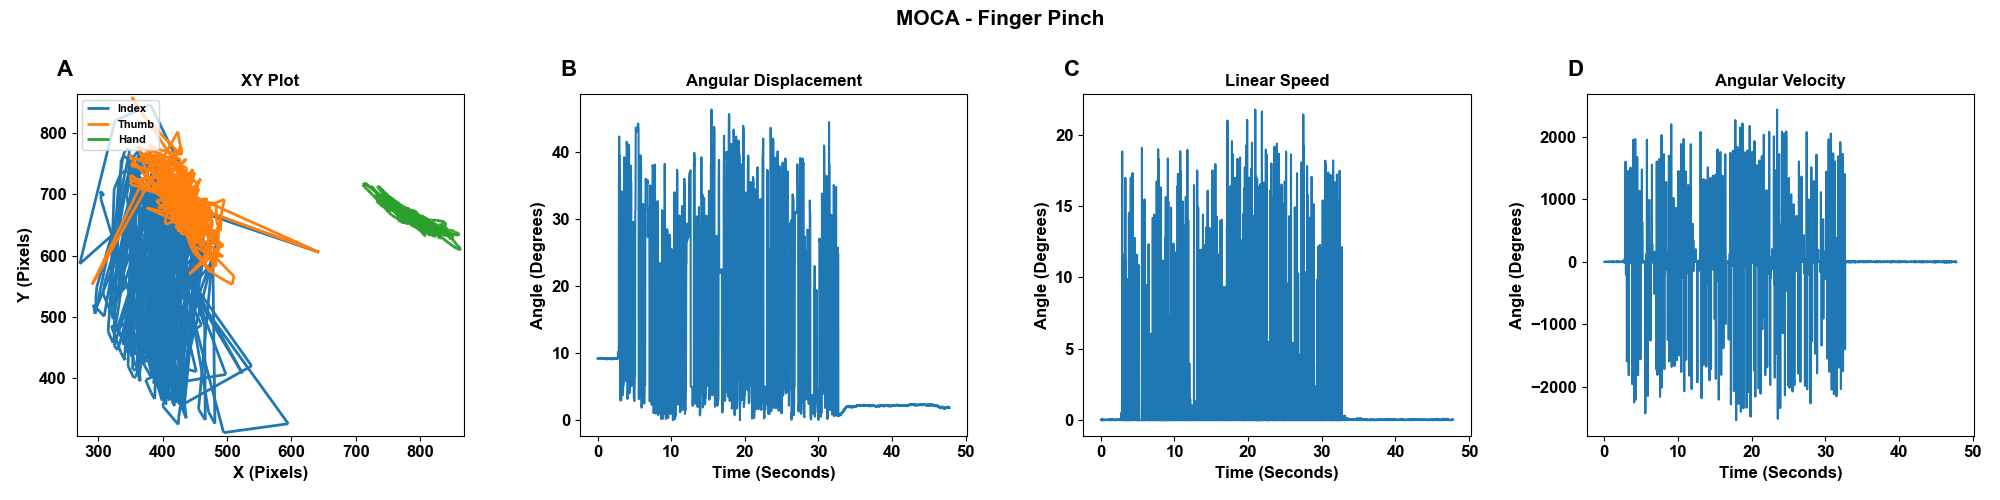 MOCA - Finger Pinch
A
XY Plot
Index
Thumb
Hand
800
700
600
500
400
300 400 500 600 700 800
Y (Pixels)
X (Pixels)
B
Angular Displacement
40
30
20
10
0
0 10 20 30 40 50
Angle (Degrees)
Time (Seconds)
C
Linear Speed
20
15
10
5
0
0 10 20 30 40 50
Angle (Degrees)
Time (Seconds)
D
Angular Velocity
2000
1000
0
−1000
−2000
0 10 20 30 40 50
Angle (Degrees)
Time (Seconds)